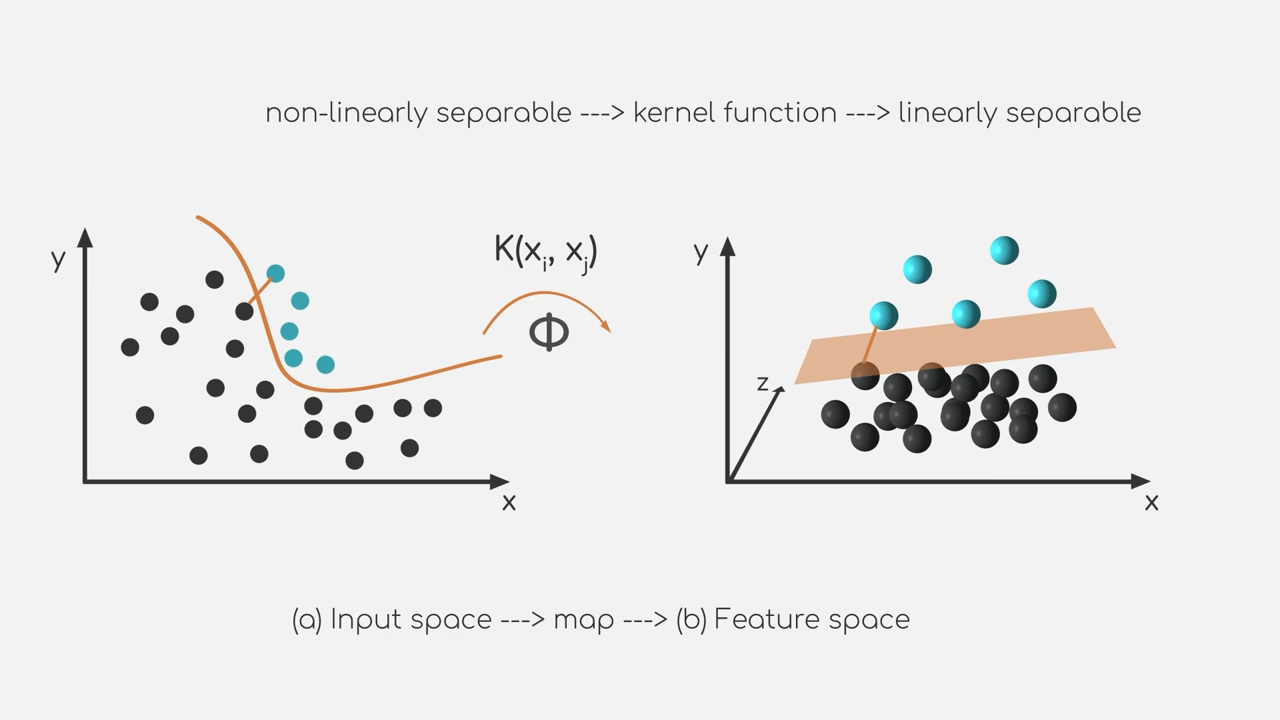 non-linearly separable ---> kernel function ---> linearly separable
y
x
K(xᵢ, xⱼ)
Φ
y
z
x
(a) Input space ---> map ---> (b) Feature space